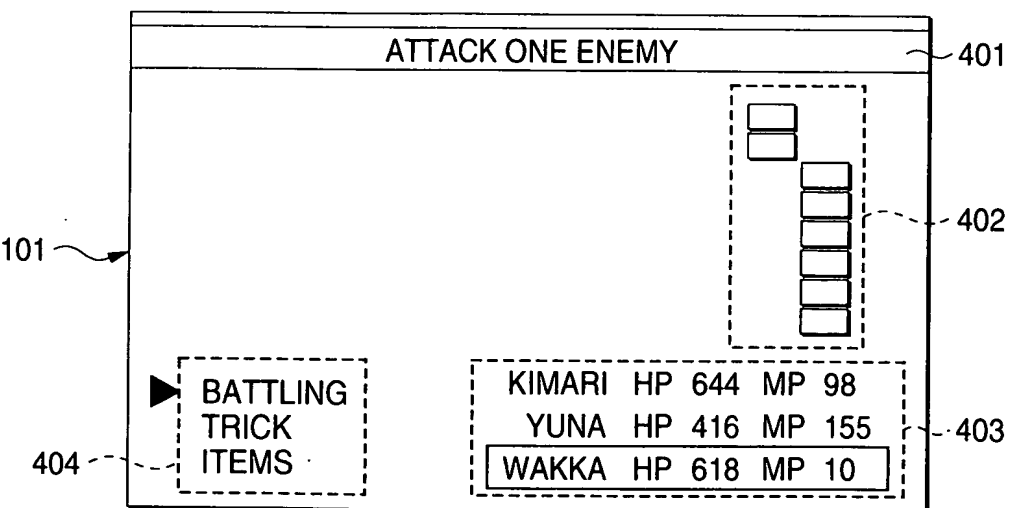 ATTACK ONE ENEMY
401
402
101
BATTLING
TRICK
ITEMS
404
KIMARI HP 644 MP 98
YUNA HP 416 MP 155
WAKKA HP 618 MP 10
403